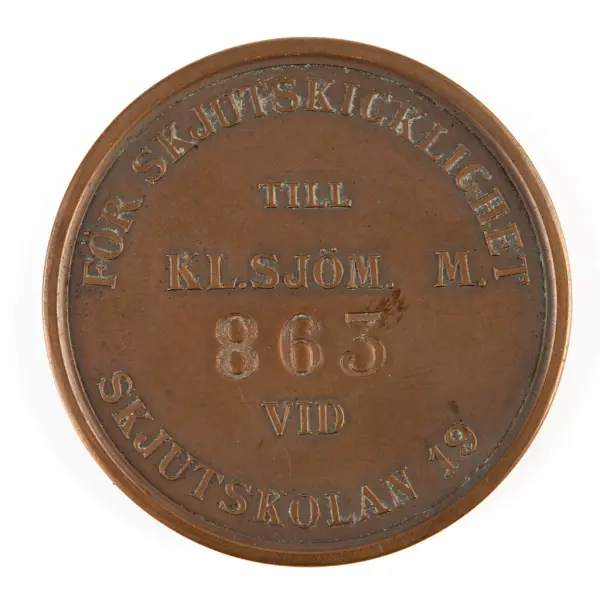 FÖR SKJUTSKICKLIGHET
TILL
KL.SJÖM. M.
863
VID
SKJUTSKOLAN 19